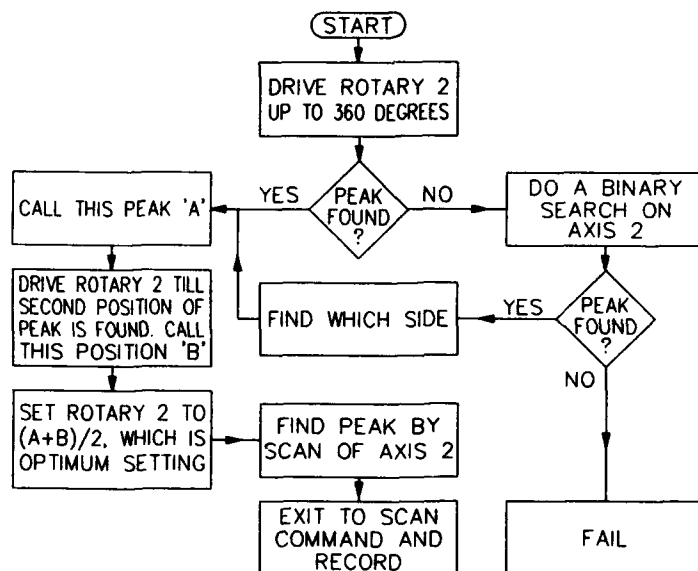 START
DRIVE ROTARY 2
UP TO 360 DEGREES
PEAK
FOUND
?
YES
NO
CALL THIS PEAK 'A'
DO A BINARY
SEARCH ON
AXIS 2
DRIVE ROTARY 2 TILL
SECOND POSITION OF
PEAK IS FOUND. CALL
THIS POSITION 'B'
FIND WHICH SIDE
YES
PEAK
FOUND
?
NO
SET ROTARY 2 TO
(A+B)/2, WHICH IS
OPTIMUM SETTING
FIND PEAK BY
SCAN OF AXIS 2
EXIT TO SCAN
COMMAND AND
RECORD
FAIL